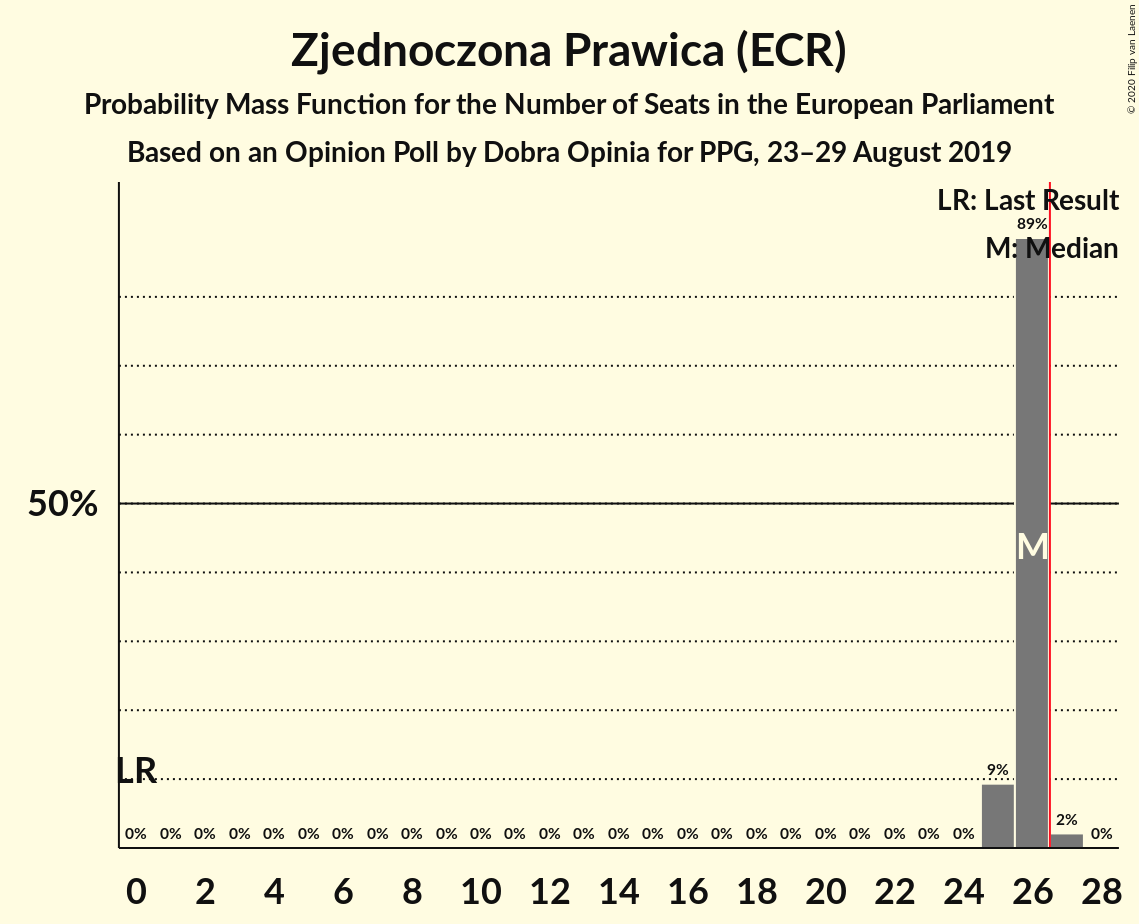 Zjednoczona Prawica (ECR)
Probability Mass Function for the Number of Seats in the European Parliament
Based on an Opinion Poll by Dobra Opinia for PPG, 23–29 August 2019
© 2020 Filip van Laenen
LR: Last Result
89%
M: Median
50%
M
LR
9%
0% 0% 0% 0% 0% 0% 0% 0% 0% 0% 0% 0% 0% 0% 0% 0% 0% 0% 0% 0% 0% 0% 0% 0% 0% 2% 0%
0 2 4 6 8 10 12 14 16 18 20 22 24 26 28